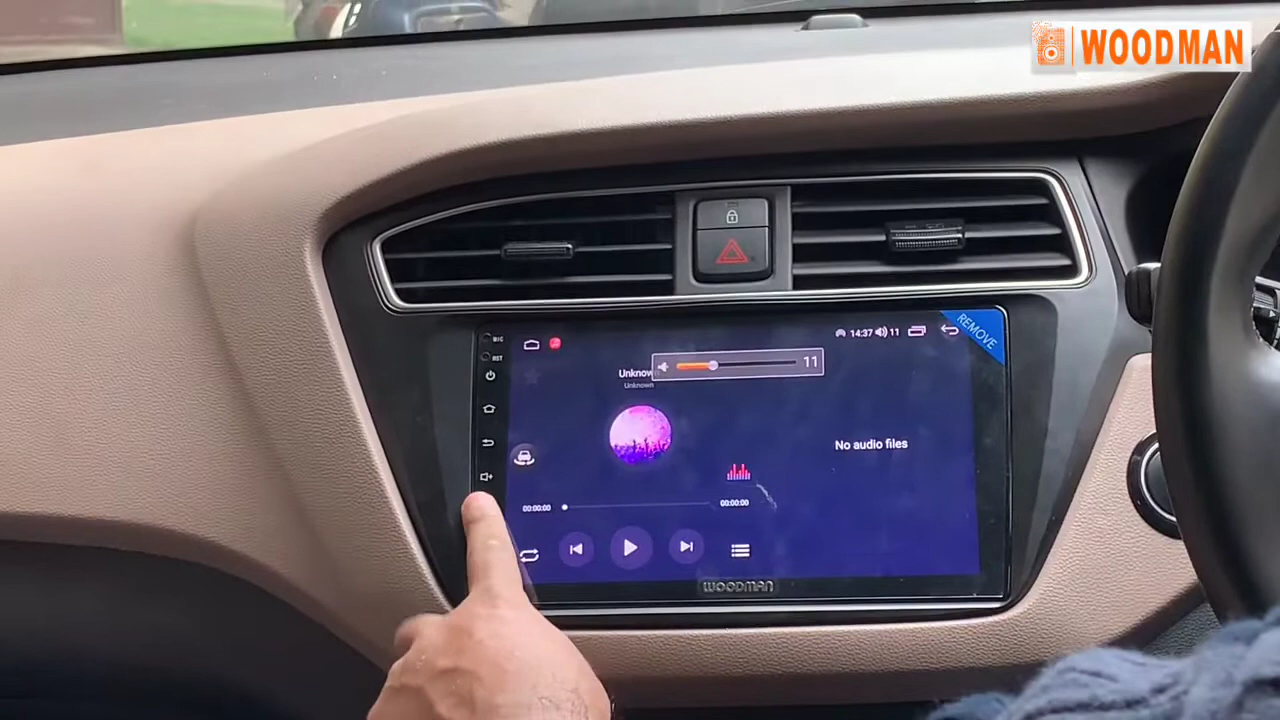 WOODMAN
REMOVE
MIC
RST
14:37
11
11
Unknow
Unknown
No audio files
00:00:00
00:00:00
WOODMAN